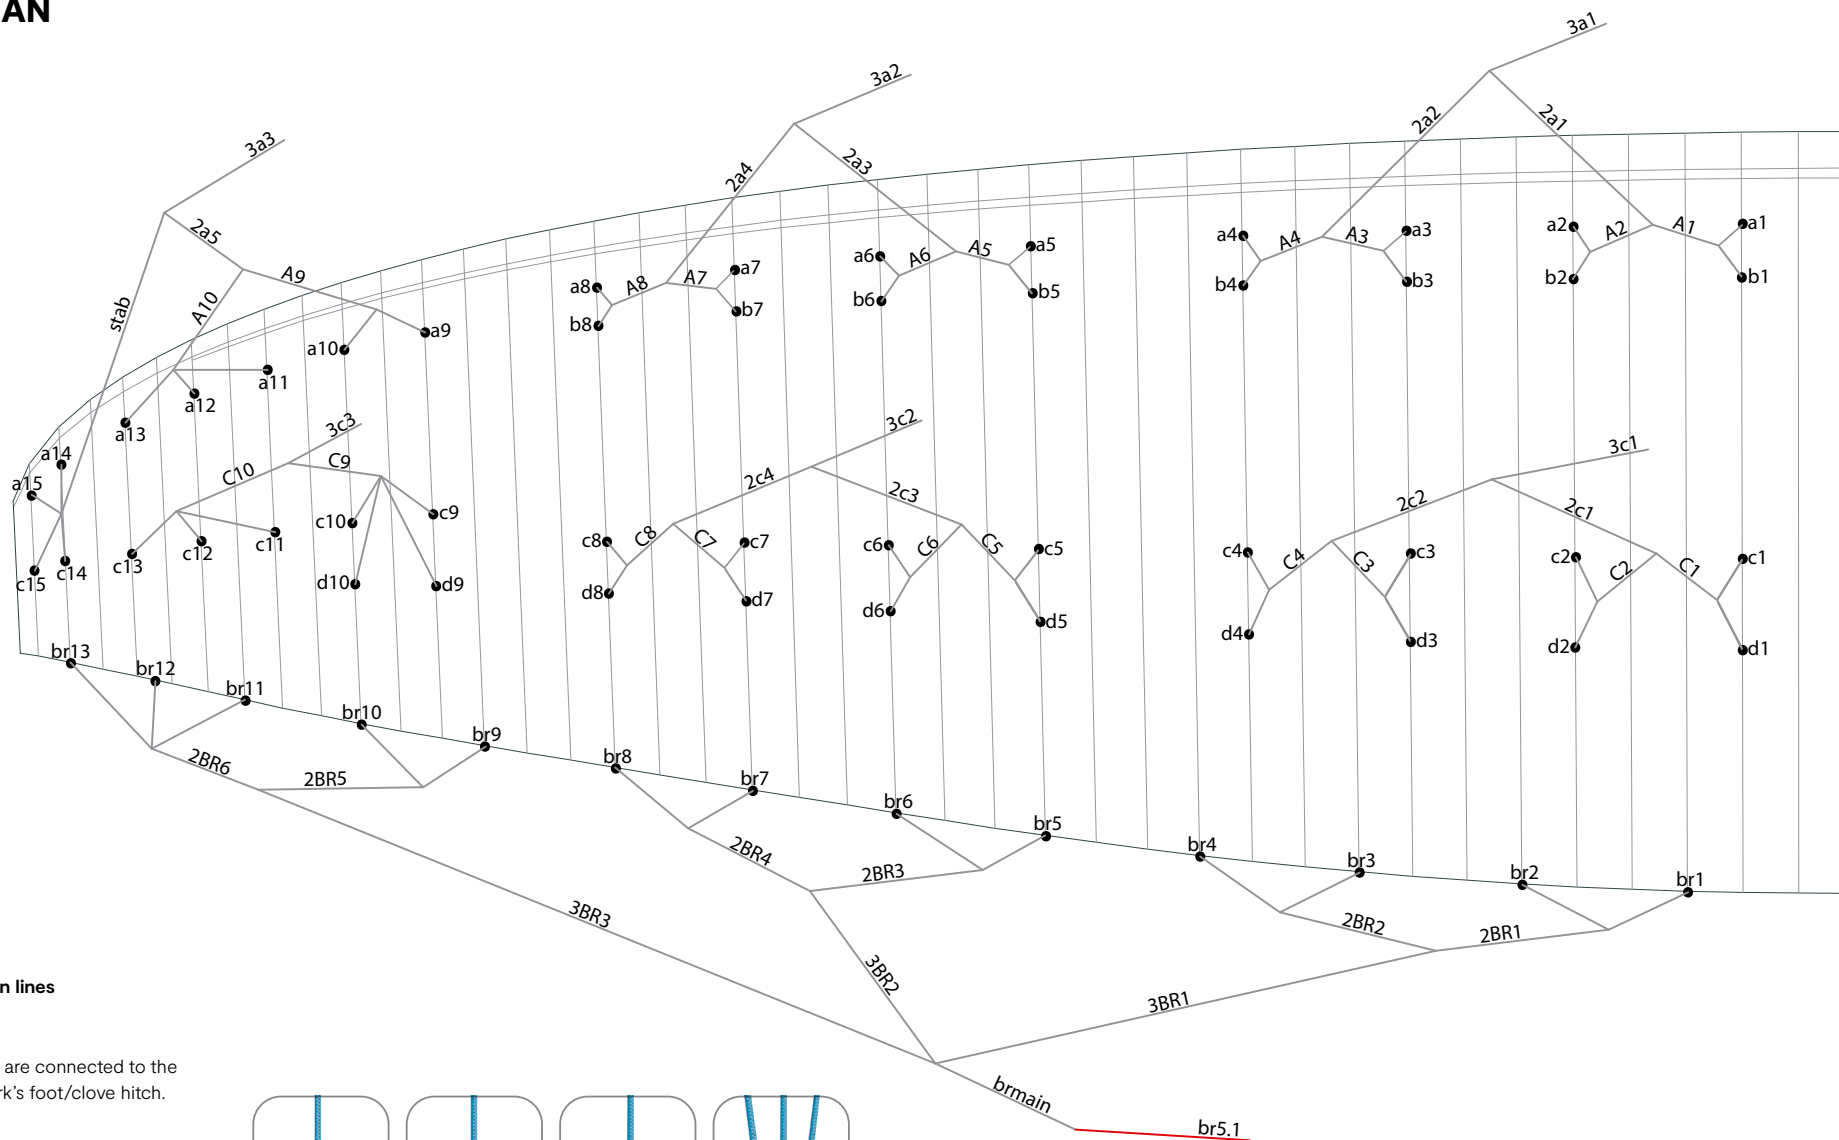 AN
3a1
3a2
3a3
2a2
2a1
2a4
2a3
2a5
stab
A10
A9
A8
A7
A6
A5
A4
A3
A2
A1
a1
b1
a2
b2
a3
b3
a4
b4
a5
b5
a6
b6
a7
b7
a8
b8
a9
a10
a11
a12
a13
a14
a15
3c3
3c2
3c1
C10
C9
2c4
2c3
2c2
2c1
C8
C7
C6
C5
C4
C3
C2
C1
c1
d1
c2
d2
c3
d3
c4
d4
c5
d5
c6
d6
c7
d7
c8
d8
c9
d9
c10
d10
c11
c12
c13
c14
c15
br13
br12
br11
br10
br9
br8
br7
br6
br5
br4
br3
br2
br1
2BR6
2BR5
2BR4
2BR3
2BR2
2BR1
3BR3
3BR2
3BR1
brmain
br5.1
n lines
are connected to the
rk's foot/clove hitch.